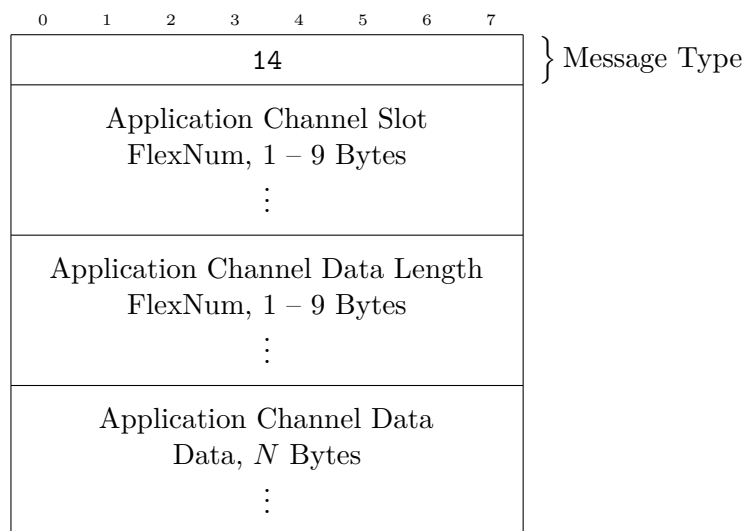 0 1 2 3 4 5 6 7
14
Message Type
Application Channel Slot
FlexNum, 1 – 9 Bytes
⋮
Application Channel Data Length
FlexNum, 1 – 9 Bytes
⋮
Application Channel Data
Data, N Bytes
⋮